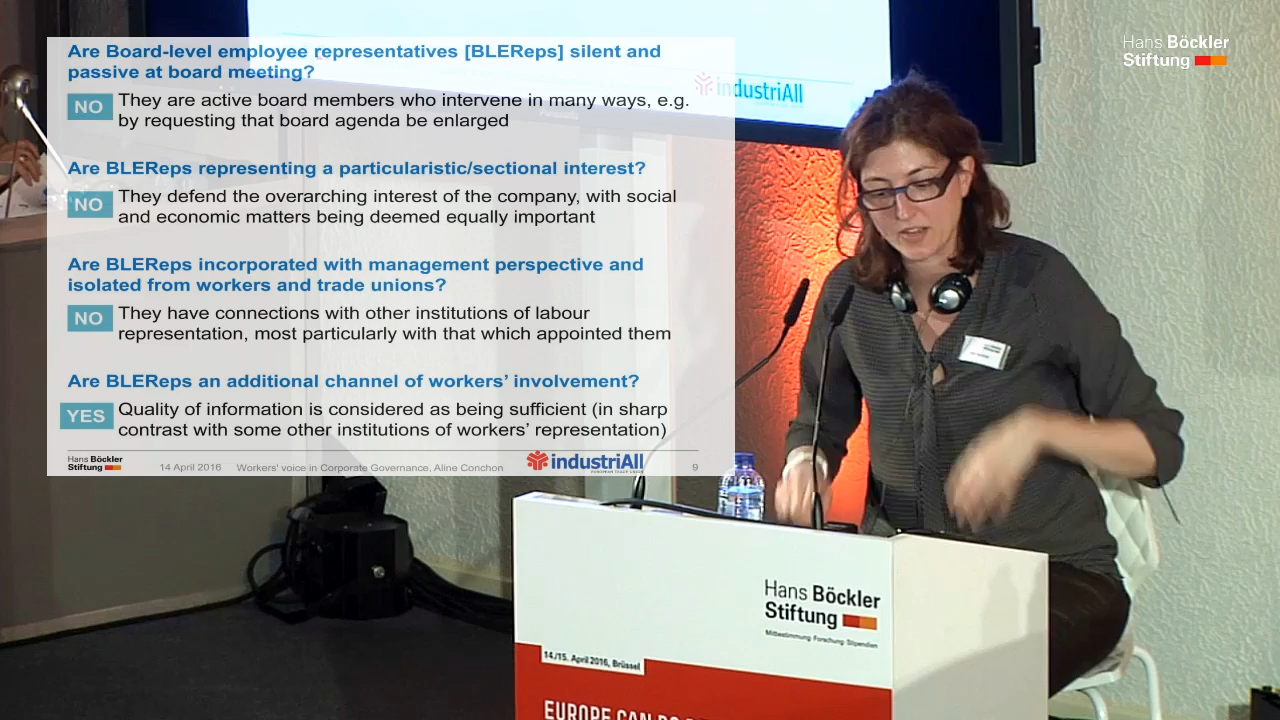 Are Board-level employee representatives [BLEReps] silent and
passive at board meeting?
NO They are active board members who intervene in many ways, e.g.
by requesting that board agenda be enlarged
Are BLEReps representing a particularistic/sectional interest?
NO They defend the overarching interest of the company, with social
and economic matters being deemed equally important
Are BLEReps incorporated with management perspective and
isolated from workers and trade unions?
NO They have connections with other institutions of labour
representation, most particularly with that which appointed them
Are BLEReps an additional channel of workers' involvement?
YES Quality of information is considered as being sufficient (in sharp
contrast with some other institutions of workers' representation)
Hans Böckler
Stiftung
14 April 2016 Workers' voice in Corporate Governance, Aline Conchon
industriAll
EUROPEAN TRADE UNION
9
industriAll
Hans Böckler
Stiftung
Hans Böckler
Stiftung
Mitbestimmung Forschung Stipendien
14./15. April 2016, Brüssel
EUROPE CAN DO